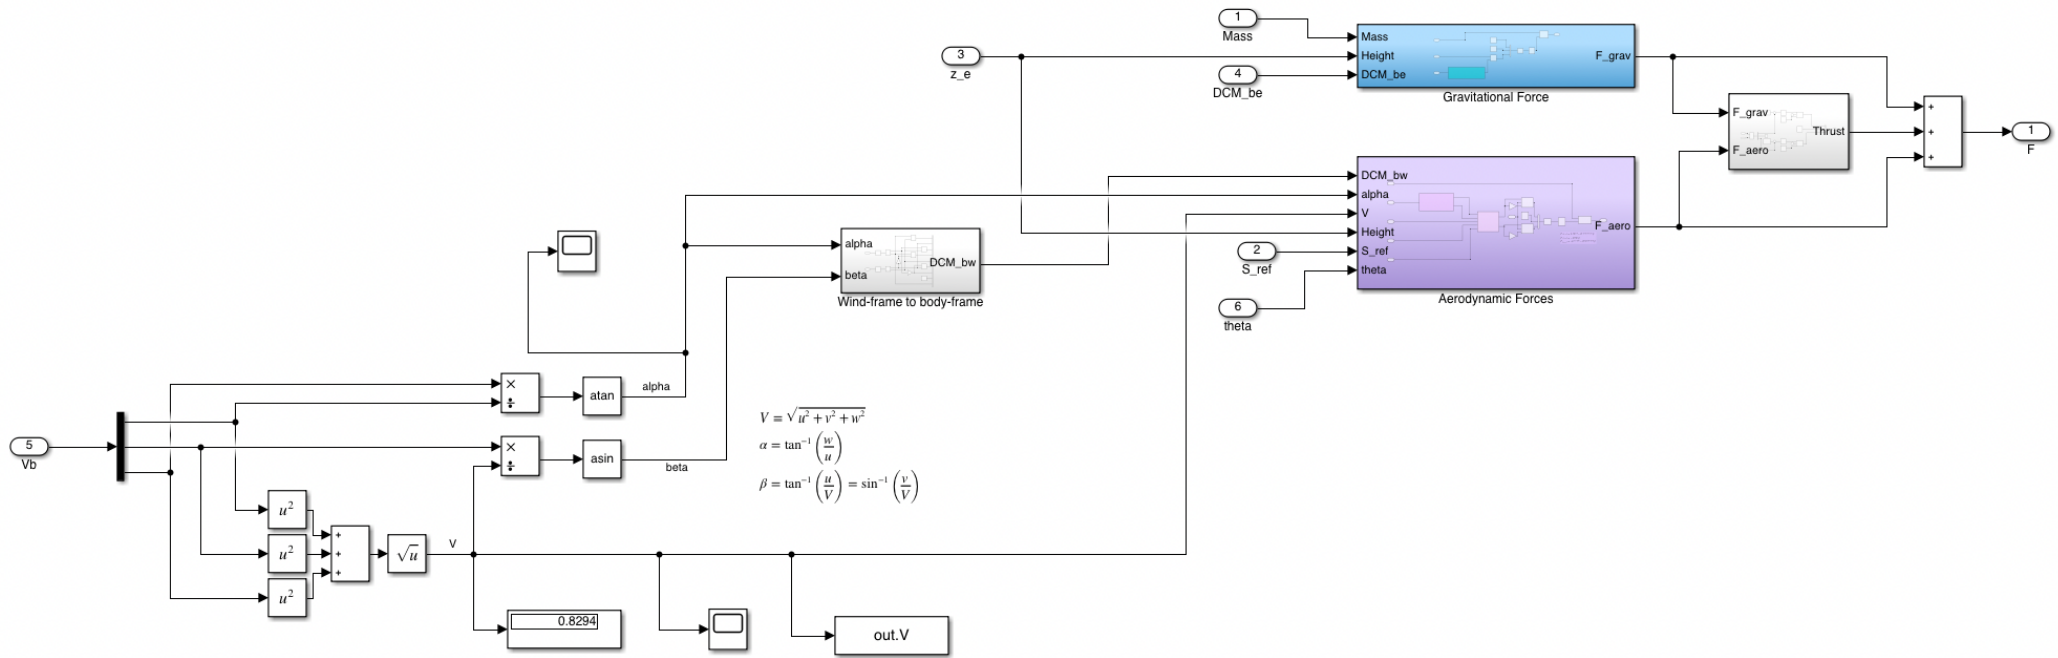 1
Mass
3
z_e
4
DCM_be
Mass
Height
DCM_be
F_grav
Gravitational Force
F_grav
F_aero
Thrust
+
+
+
1
F
DCM_bw
alpha
V
Height
S_ref
theta
F_aero
Aerodynamic Forces
2
S_ref
6
theta
alpha
beta
DCM_bw
Wind-frame to body-frame
×
÷
atan
alpha
×
÷
asin
beta
V = √(u² + v² + w²)
α = tan⁻¹(w/u)
β = tan⁻¹(u/V) = sin⁻¹(v/V)
5
Vb
u²
u²
u²
+
+
+
√u
V
0.8294
out.V